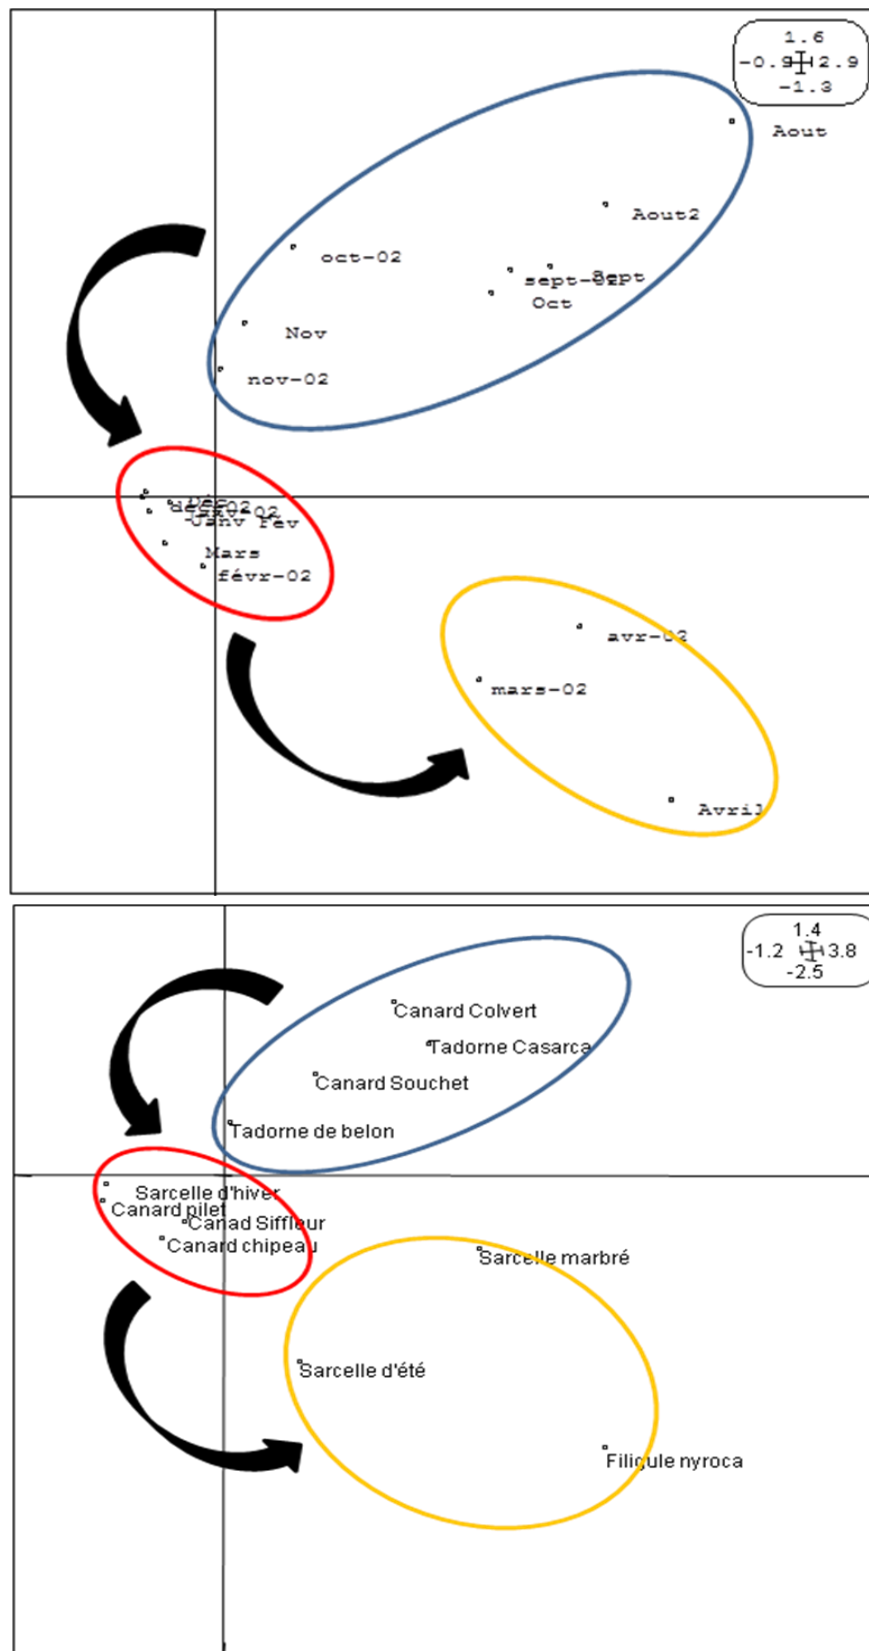 1.6
-0.9 2.9
-1.3
Aout
Aout2
oct-02
Sept
Oct
Nov
nov-02
Janv Fév
Mars
févr-02
avr-02
mars-02
Avril
1.4
-1.2 3.8
-2.5
Canard Colvert
Tadorne Casarca
Canard Souchet
Tadorne de belon
Sarcelle d'hiver
Canard pilet
Canad Siffleur
Canard chipeau
Sarcelle marbré
Sarcelle d'été
Filigule nyroca